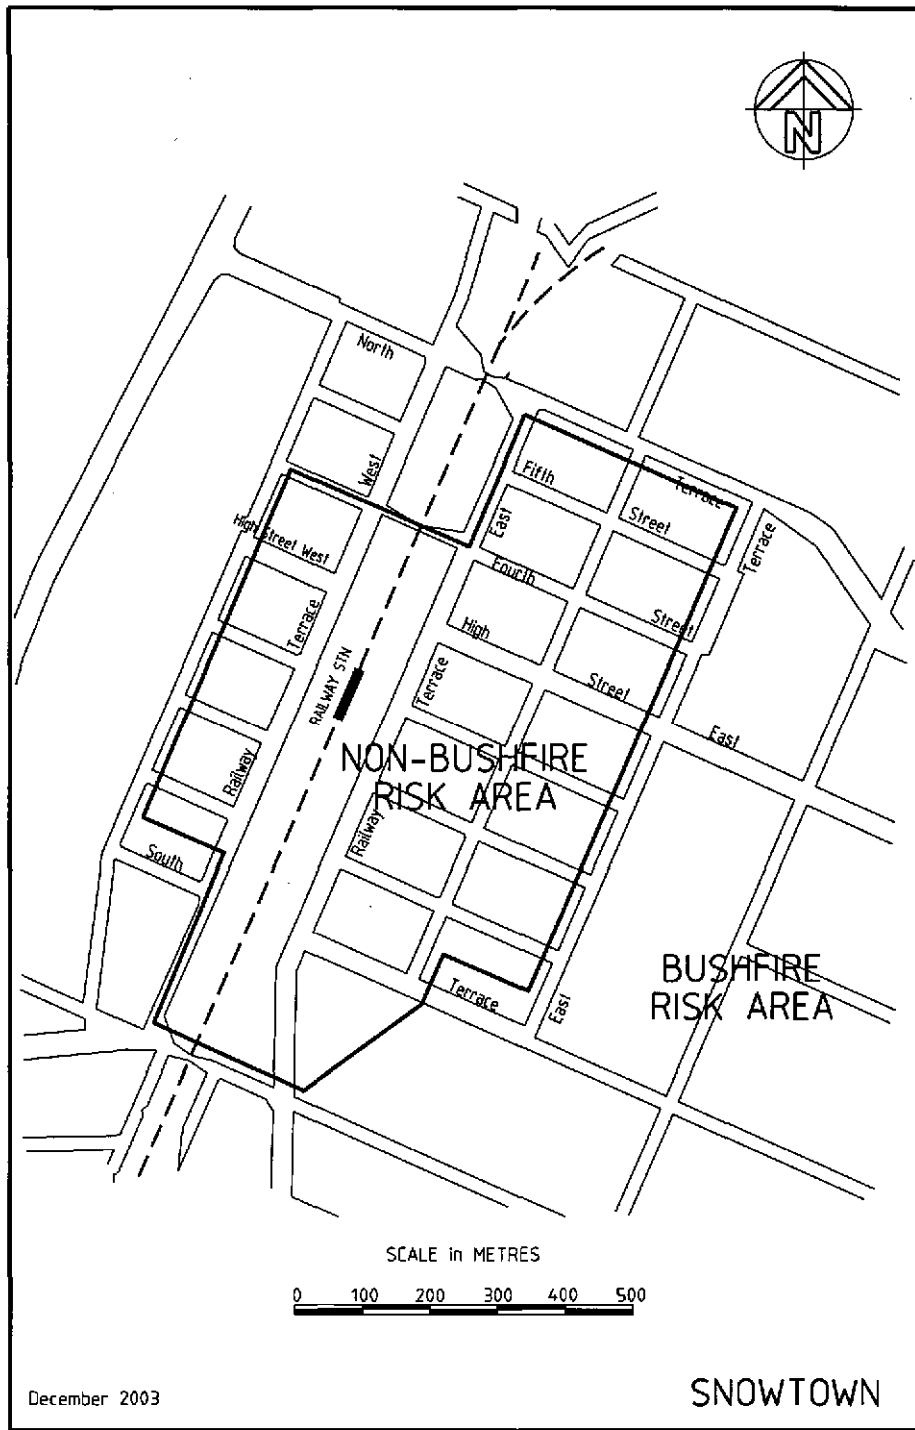 N
North
West
High Street West
Terrace
Railway
South
RAILWAY STN
Fifth
Street
Terrace
East
Fourth
Street
High
Street
East
Terrace
Terrace
Railway
NON-BUSHFIRE
RISK AREA
BUSHFIRE
RISK AREA
Terrace
East
SCALE in METRES
0 100 200 300 400 500
December 2003
SNOWTOWN